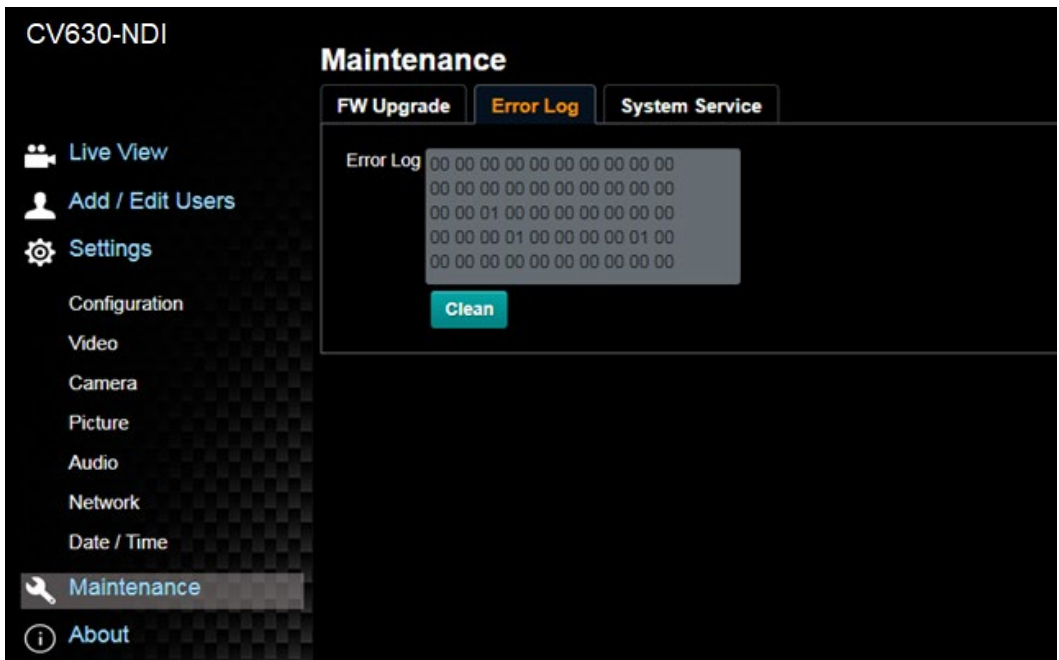 CV630-NDI
Live View
Add / Edit Users
Settings
Configuration
Video
Camera
Picture
Audio
Network
Date / Time
Maintenance
About
Maintenance
FW Upgrade Error Log System Service
Error Log
00 00 00 00 00 00 00 00 00 00
00 00 00 00 00 00 00 00 00 00
00 00 01 00 00 00 00 00 00 00
00 00 00 01 00 00 00 00 01 00
00 00 00 00 00 00 00 00 00 00
Clean